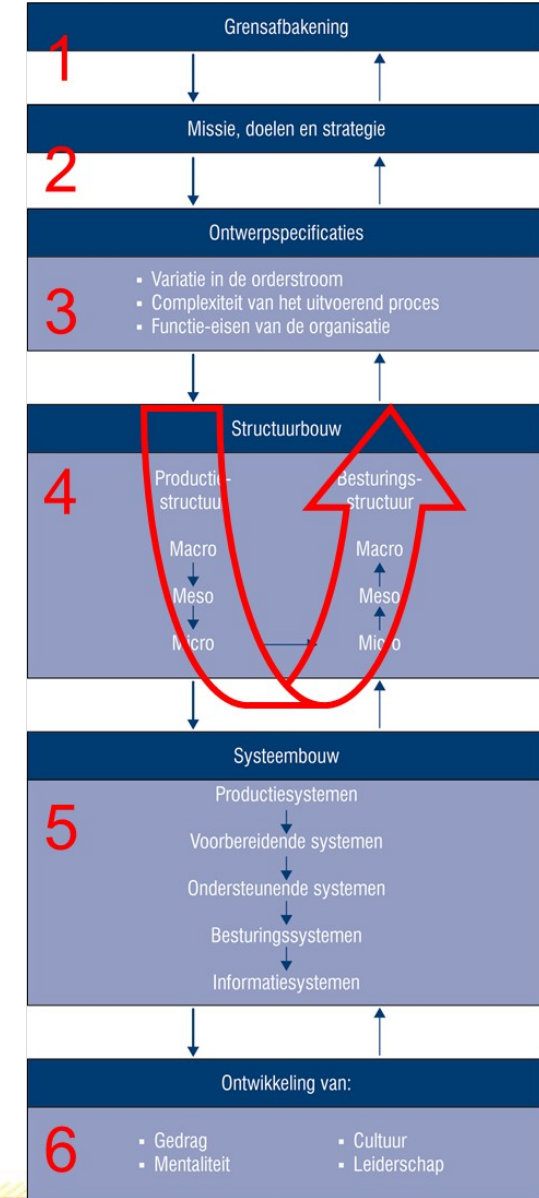 Grensafbakening
1
Missie, doelen en strategie
2
Ontwerpspecificaties
3
▪ Variatie in de orderstroom
▪ Complexiteit van het uitvoerend proces
▪ Functie-eisen van de organisatie
Structuurbouw
4
Productie-
structuur
Macro
Meso
Micro
Besturings-
structuur
Macro
Meso
Micro
Systeembouw
5
Productiesystemen
Voorbereidende systemen
Ondersteunende systemen
Besturingssystemen
Informatiesystemen
Ontwikkeling van:
6
▪ Gedrag
▪ Mentaliteit
▪ Cultuur
▪ Leiderschap